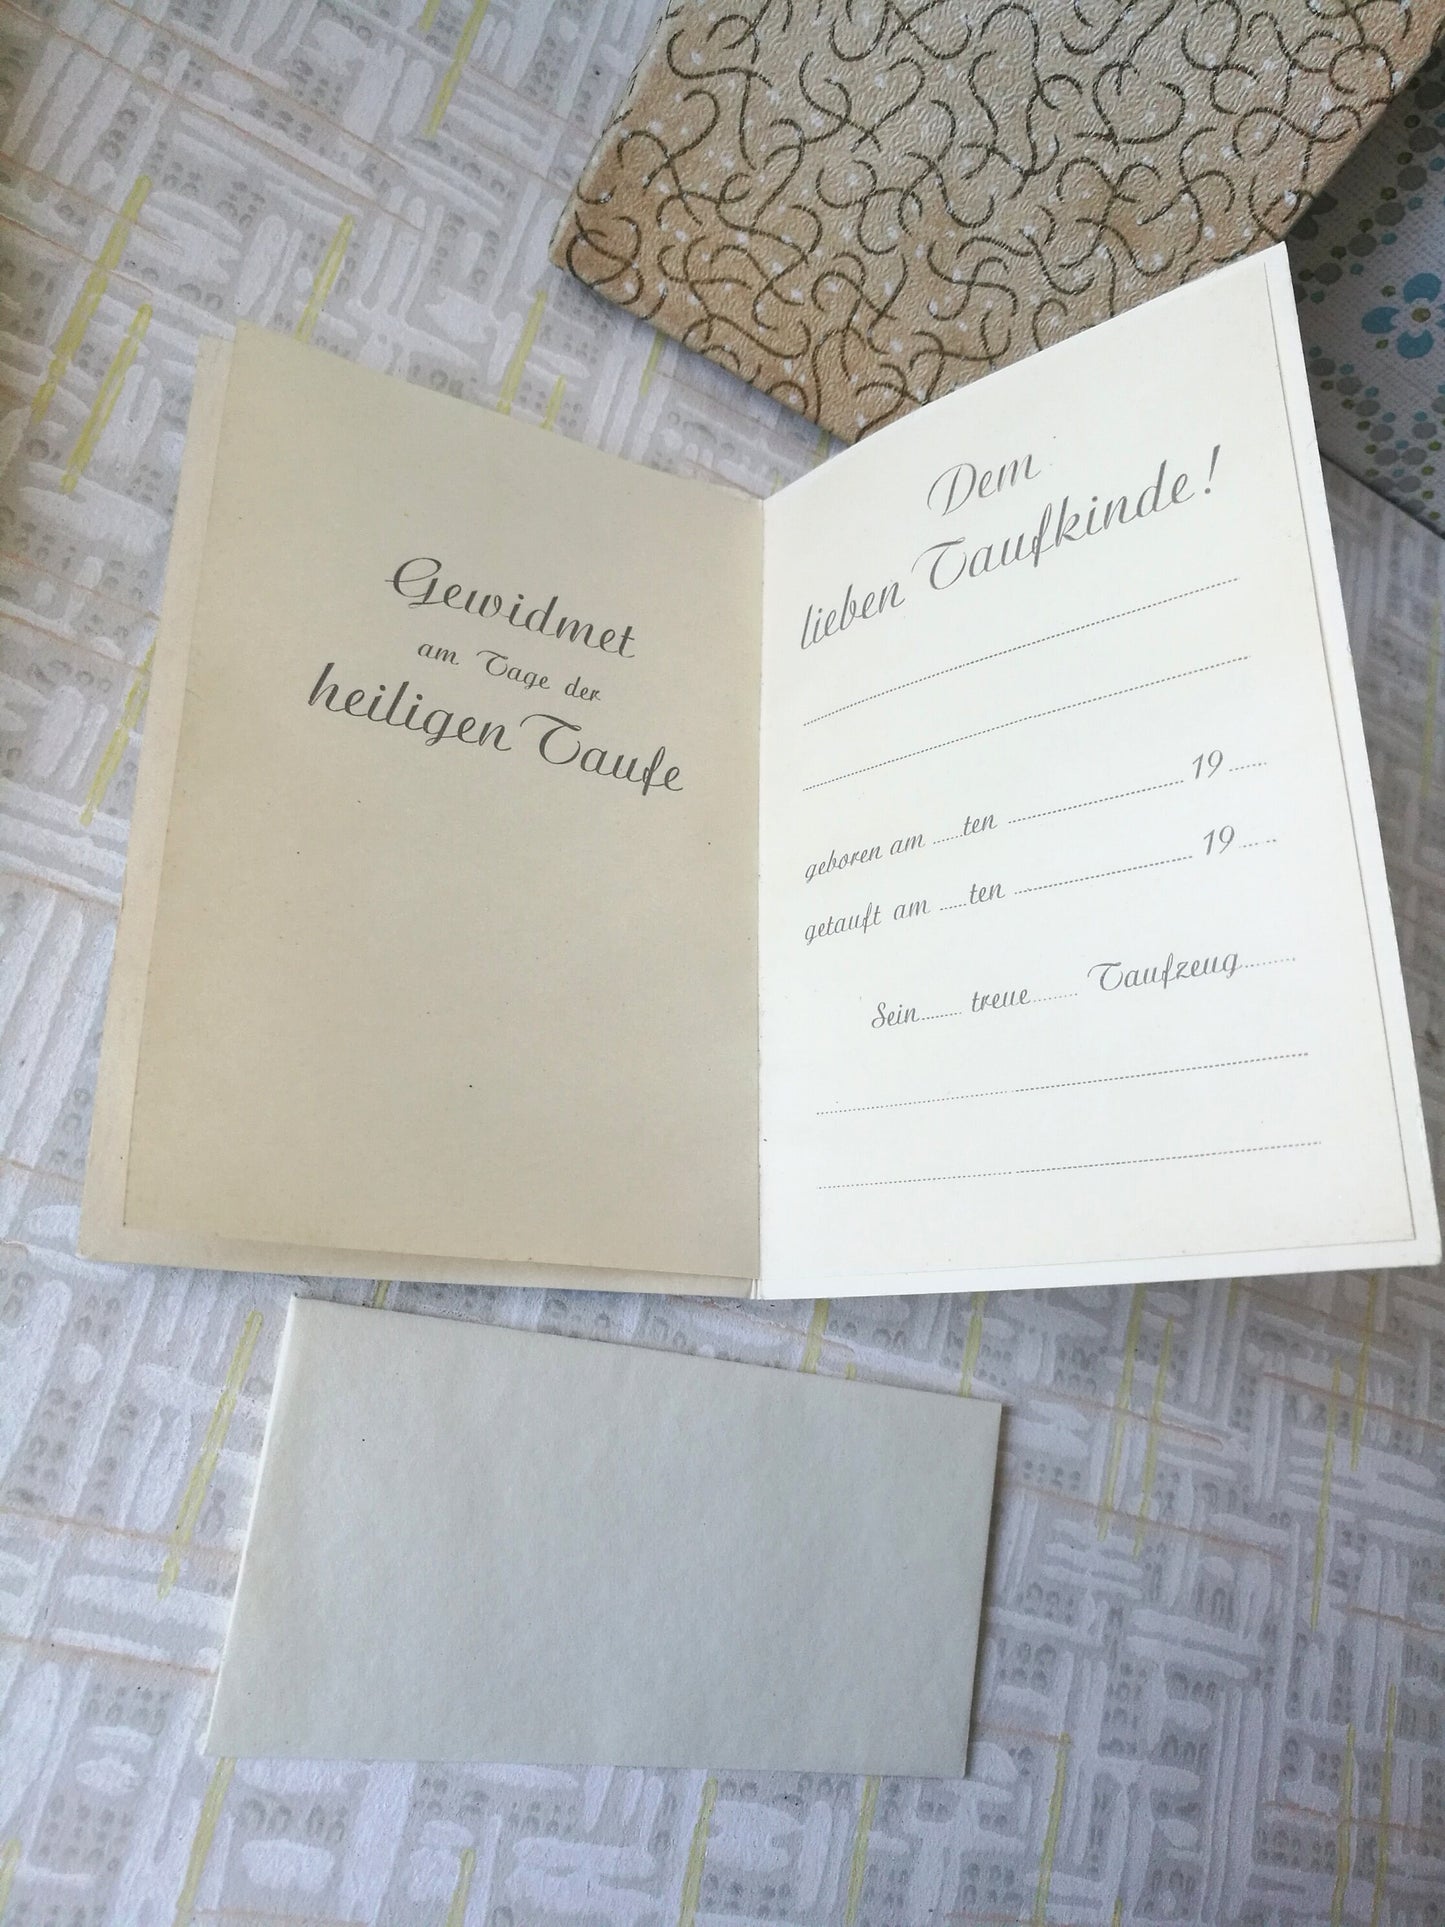 Gewidmet
am Tage der
heiligen Taufe
Dem
lieben Taufkinde!
geboren am ......ten ........................ 19 ......
getauft am ......ten ........................ 19 ......
Sein......... treue.......... Taufzeug..........